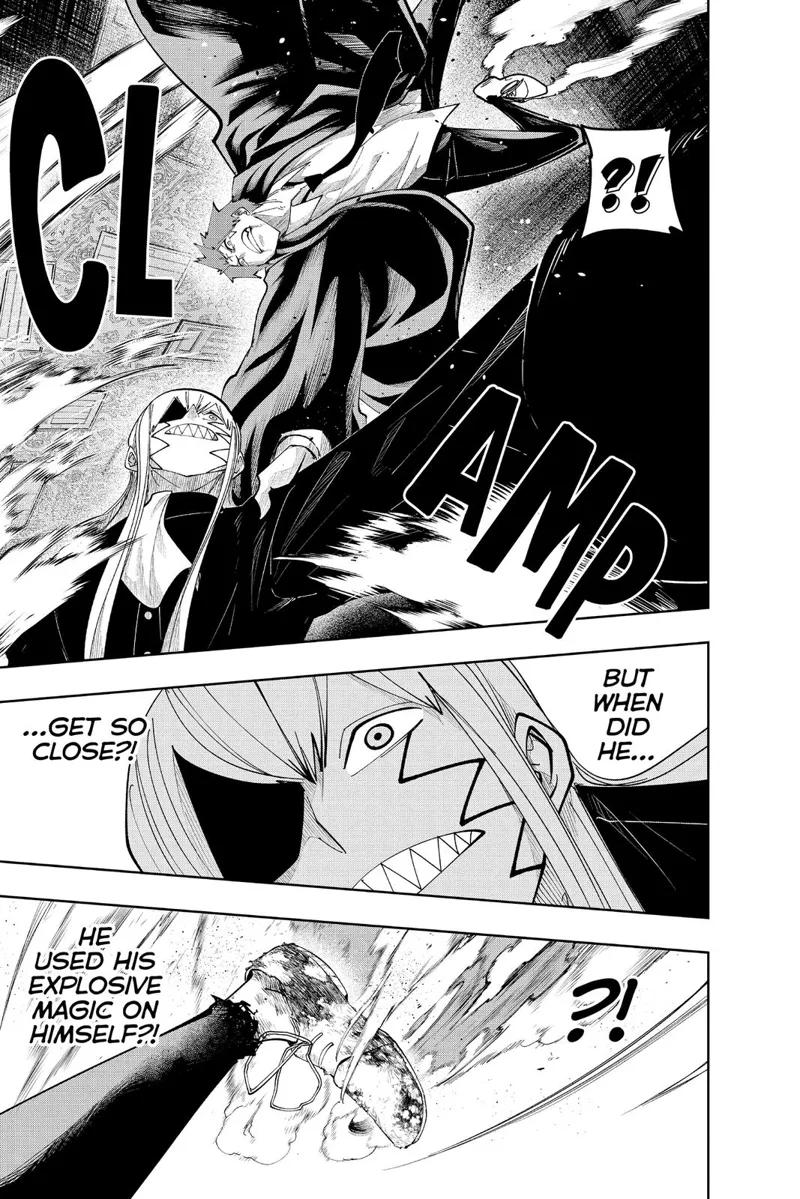 ?!
CL
AMP
BUT
WHEN
DID
HE...
...GET SO
CLOSE?!
?!
HE
USED HIS
EXPLOSIVE
MAGIC ON
HIMSELF?!